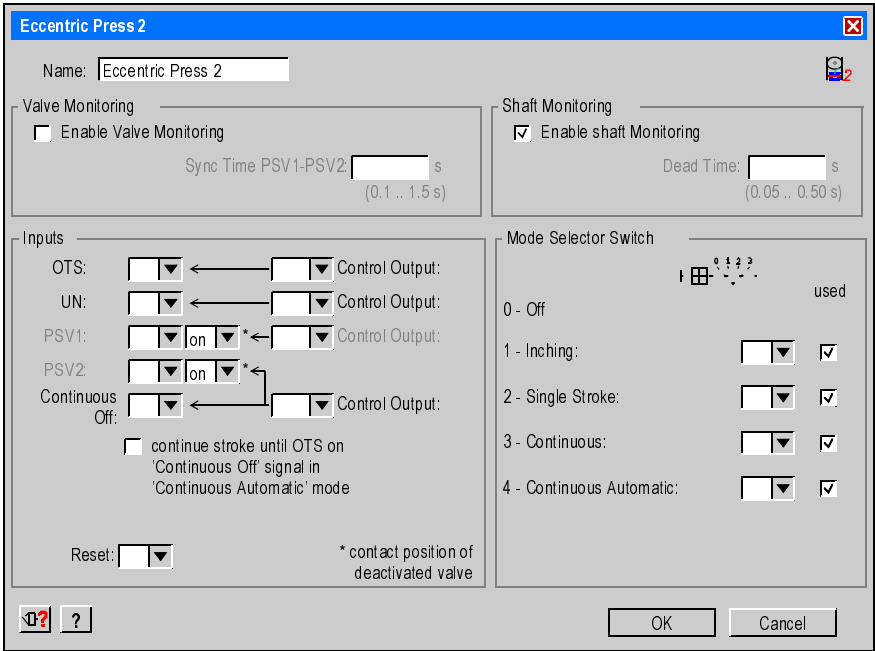 Eccentric Press 2
Name: Eccentric Press 2
2
Valve Monitoring
Enable Valve Monitoring
Sync Time PSV1-PSV2: s
(0.1 .. 1.5 s)
Shaft Monitoring
Enable shaft Monitoring
Dead Time: s
(0.05 .. 0.50 s)
Inputs
OTS: Control Output:
UN: Control Output:
PSV1: on * Control Output:
PSV2: on *
Continuous
Off: Control Output:
continue stroke until OTS on
'Continuous Off' signal in
'Continuous Automatic' mode
Reset:
* contact position of
deactivated valve
Mode Selector Switch
0 1 2 3
used
0 - Off
1 - Inching:
2 - Single Stroke:
3 - Continuous:
4 - Continuous Automatic:
? ? OK Cancel